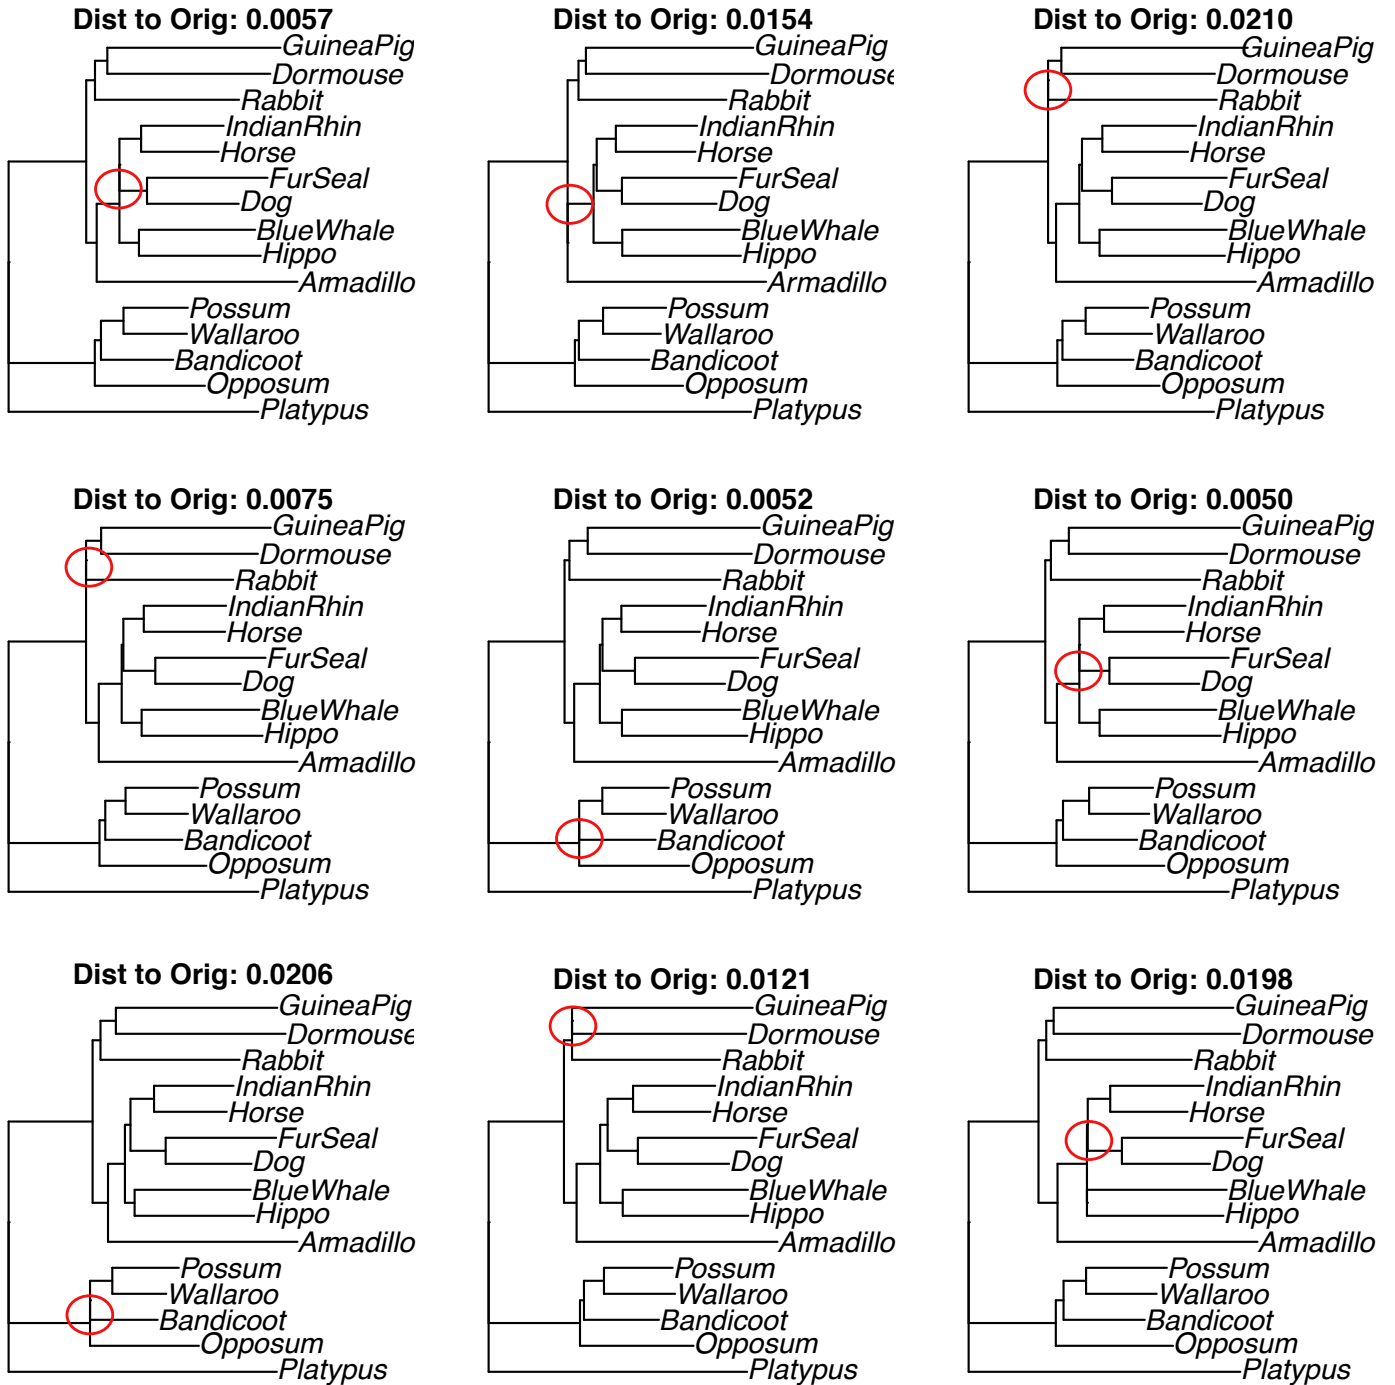 Dist to Orig: 0.0057
GuineaPig
Dormouse
Rabbit
IndianRhin
Horse
FurSeal
Dog
BlueWhale
Hippo
Armadillo
Possum
Wallaroo
Bandicoot
Opposum
Platypus
Dist to Orig: 0.0154
GuineaPig
Dormouse
Rabbit
IndianRhin
Horse
FurSeal
Dog
BlueWhale
Hippo
Armadillo
Possum
Wallaroo
Bandicoot
Opposum
Platypus
Dist to Orig: 0.0210
GuineaPig
Dormouse
Rabbit
IndianRhin
Horse
FurSeal
Dog
BlueWhale
Hippo
Armadillo
Possum
Wallaroo
Bandicoot
Opposum
Platypus
Dist to Orig: 0.0075
GuineaPig
Dormouse
Rabbit
IndianRhin
Horse
FurSeal
Dog
BlueWhale
Hippo
Armadillo
Possum
Wallaroo
Bandicoot
Opposum
Platypus
Dist to Orig: 0.0052
GuineaPig
Dormouse
Rabbit
IndianRhin
Horse
FurSeal
Dog
BlueWhale
Hippo
Armadillo
Possum
Wallaroo
Bandicoot
Opposum
Platypus
Dist to Orig: 0.0050
GuineaPig
Dormouse
Rabbit
IndianRhin
Horse
FurSeal
Dog
BlueWhale
Hippo
Armadillo
Possum
Wallaroo
Bandicoot
Opposum
Platypus
Dist to Orig: 0.0206
GuineaPig
Dormouse
Rabbit
IndianRhin
Horse
FurSeal
Dog
BlueWhale
Hippo
Armadillo
Possum
Wallaroo
Bandicoot
Opposum
Platypus
Dist to Orig: 0.0121
GuineaPig
Dormouse
Rabbit
IndianRhin
Horse
FurSeal
Dog
BlueWhale
Hippo
Armadillo
Possum
Wallaroo
Bandicoot
Opposum
Platypus
Dist to Orig: 0.0198
GuineaPig
Dormouse
Rabbit
IndianRhin
Horse
FurSeal
Dog
BlueWhale
Hippo
Armadillo
Possum
Wallaroo
Bandicoot
Opposum
Platypus